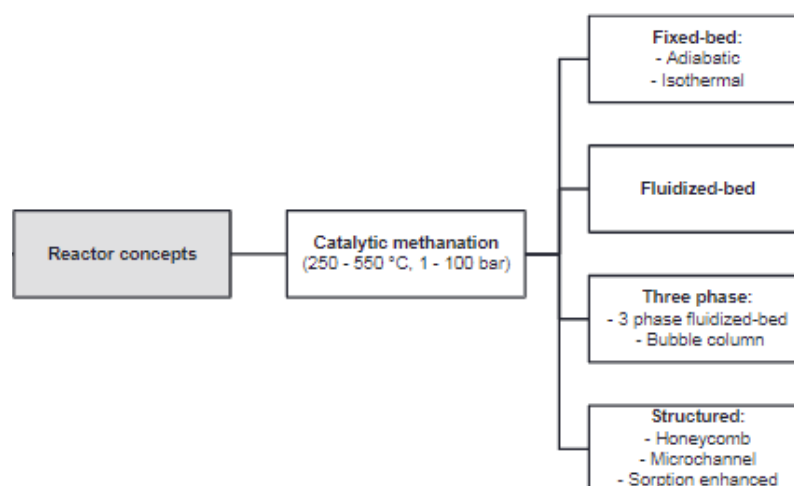 Fixed-bed:
- Adiabatic
- Isothermal
Fluidized-bed
Reactor concepts
Catalytic methanation
(250 - 550 °C, 1 - 100 bar)
Three phase:
- 3 phase fluidized-bed
- Bubble column
Structured:
- Honeycomb
- Microchannel
- Sorption enhanced